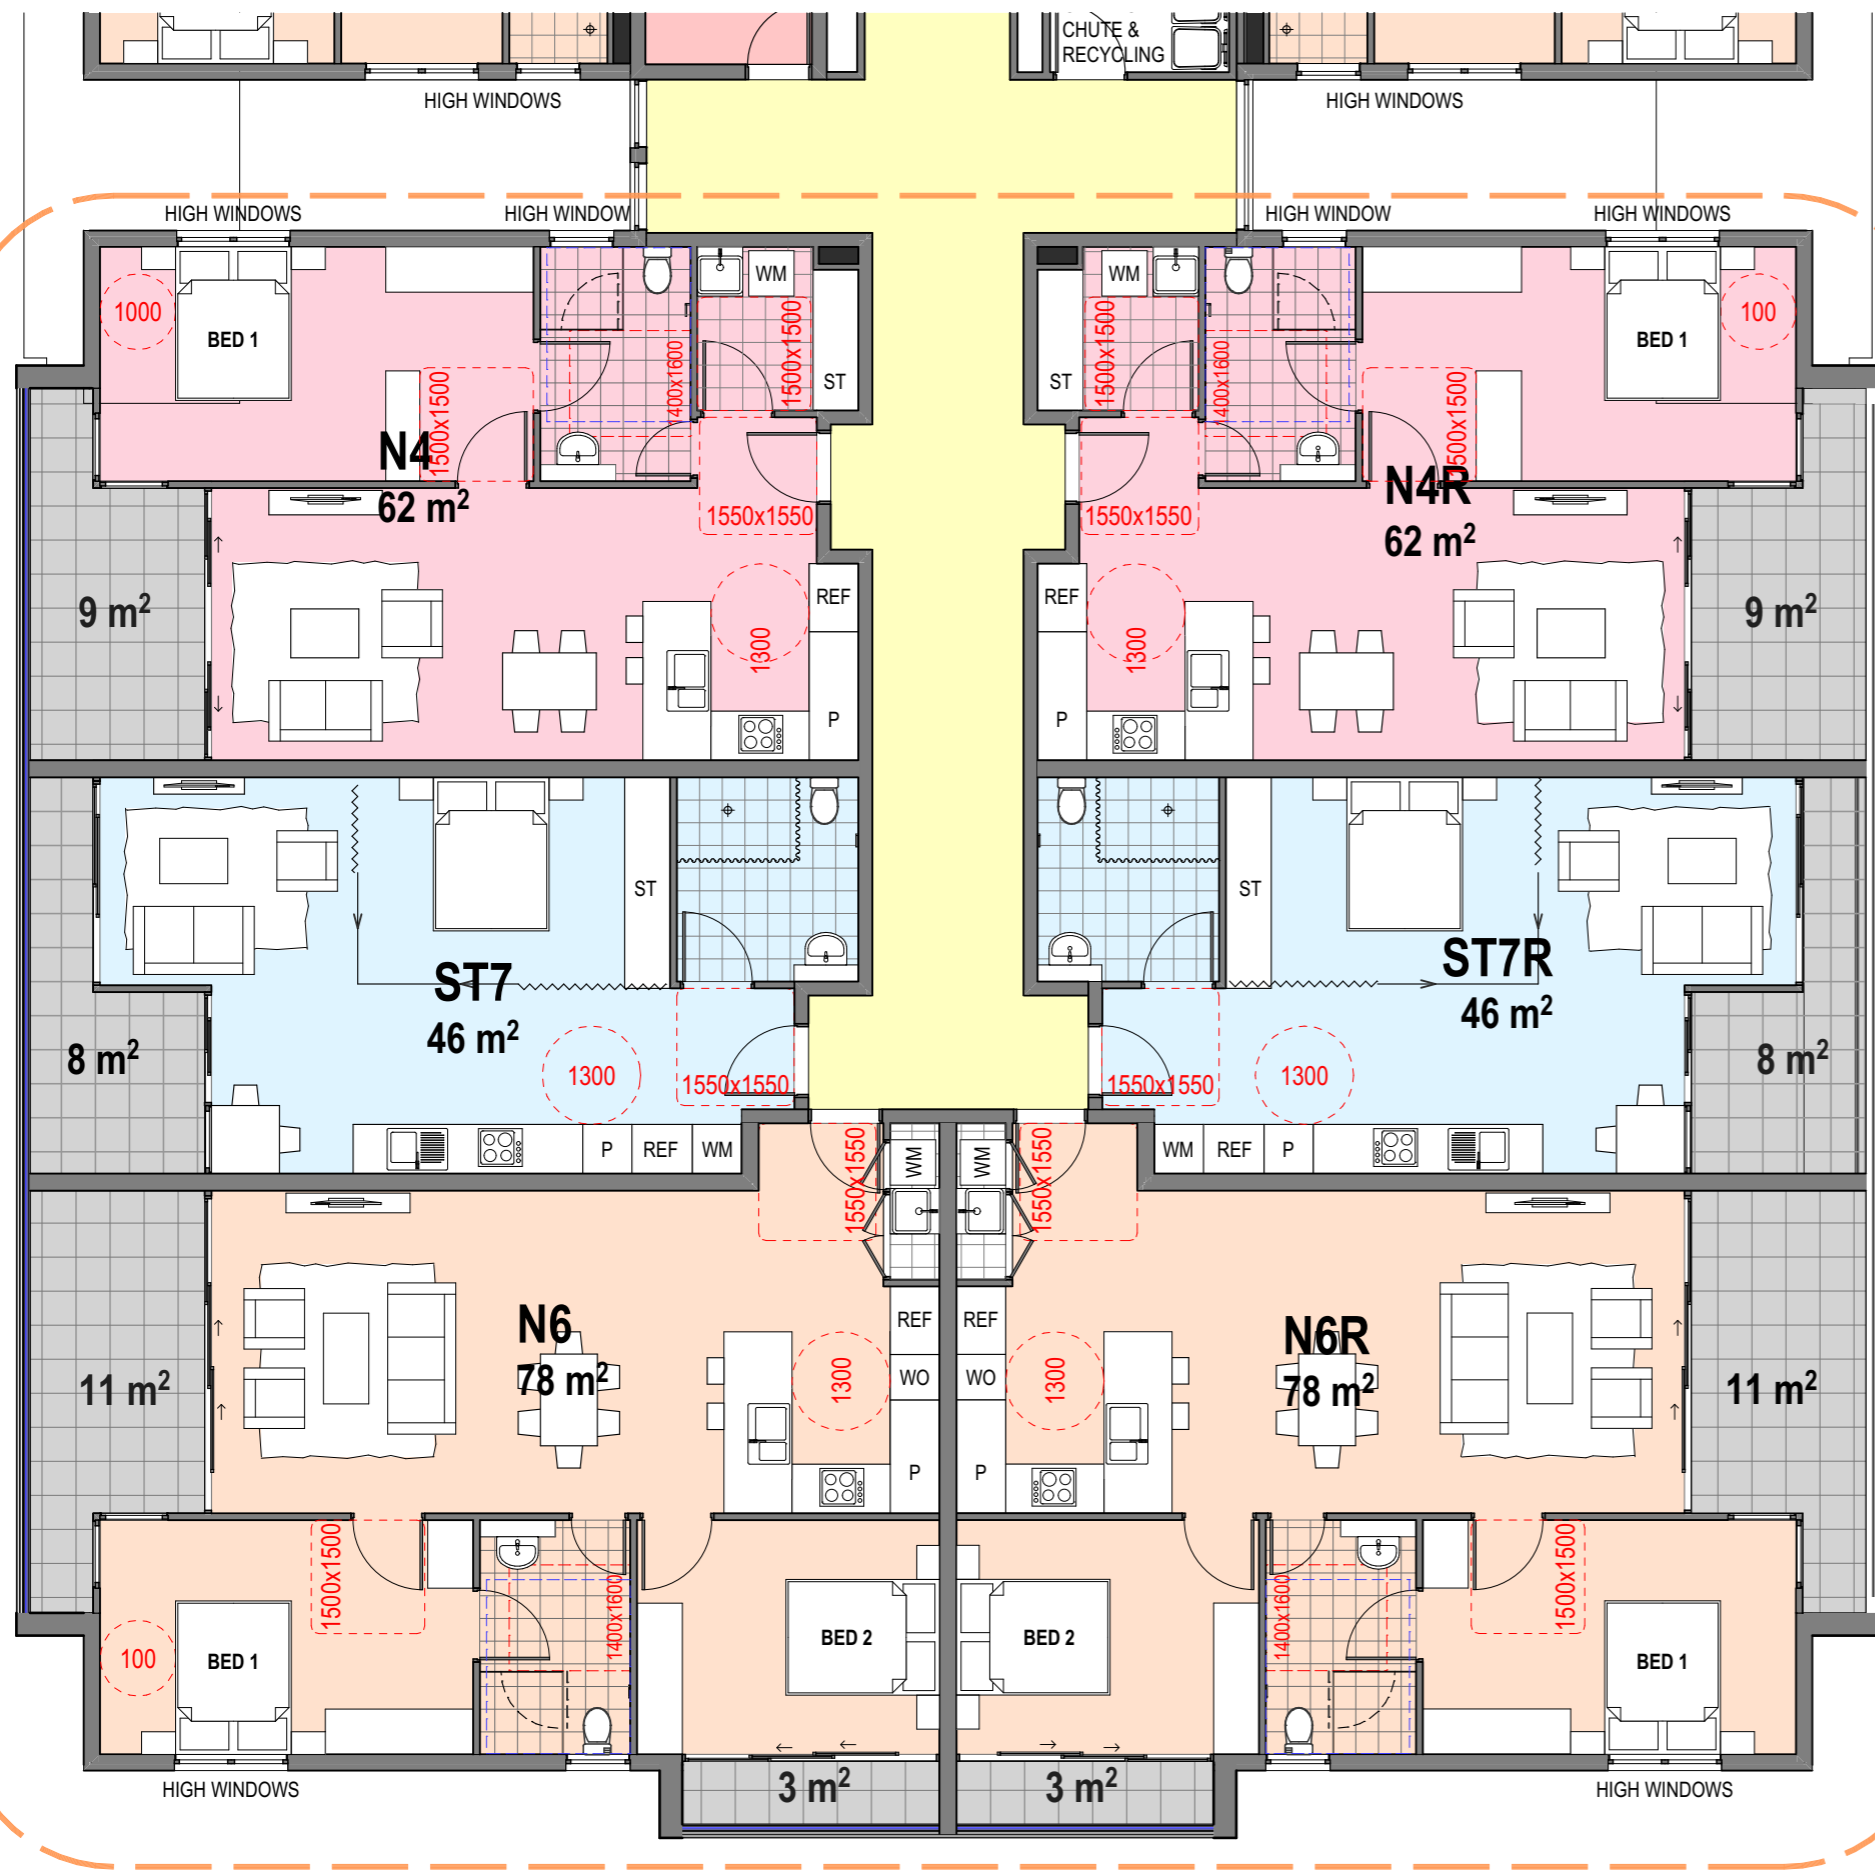 CHUTE &
RECYCLING
HIGH WINDOWS
HIGH WINDOWS
HIGH WINDOWS
HIGH WINDOW
HIGH WINDOW
HIGH WINDOWS
1000
BED 1
WM
1500x1500
1400x1600
ST
1500x1500
N4
62 m²
1550x1550
9 m²
REF
1300
P
WM
1500x1500
1400x1600
ST
BED 1
100
1500x1500
N4R
62 m²
1550x1550
REF
1300
P
9 m²
ST
ST7
46 m²
8 m²
1300
1550x1550
P
REF
WM
ST
ST7R
46 m²
8 m²
1550x1550
1300
WM
REF
P
1550x1550
WM
WM
1550x1550
N6
78 m²
11 m²
REF
WO
1300
P
REF
WO
1300
P
N6R
78 m²
11 m²
1500x1500
1400x1600
100
BED 1
BED 2
BED 2
1400x1600
1500x1500
BED 1
3 m²
3 m²
HIGH WINDOWS
HIGH WINDOWS